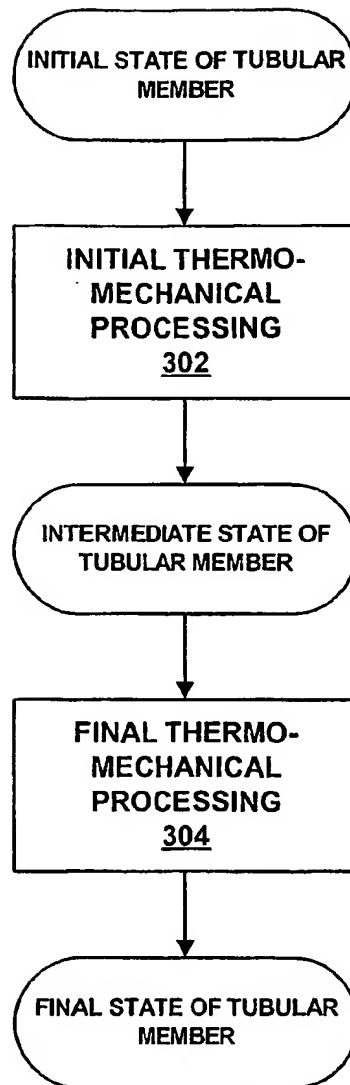 INITIAL STATE OF TUBULAR
MEMBER
INITIAL THERMO-
MECHANICAL
PROCESSING
302
INTERMEDIATE STATE OF
TUBULAR MEMBER
FINAL THERMO-
MECHANICAL
PROCESSING
304
FINAL STATE OF TUBULAR
MEMBER